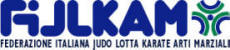 FIJLKAM
FEDERAZIONE ITALIANA JUDO LOTTA KARATE ARTI MARZIALI